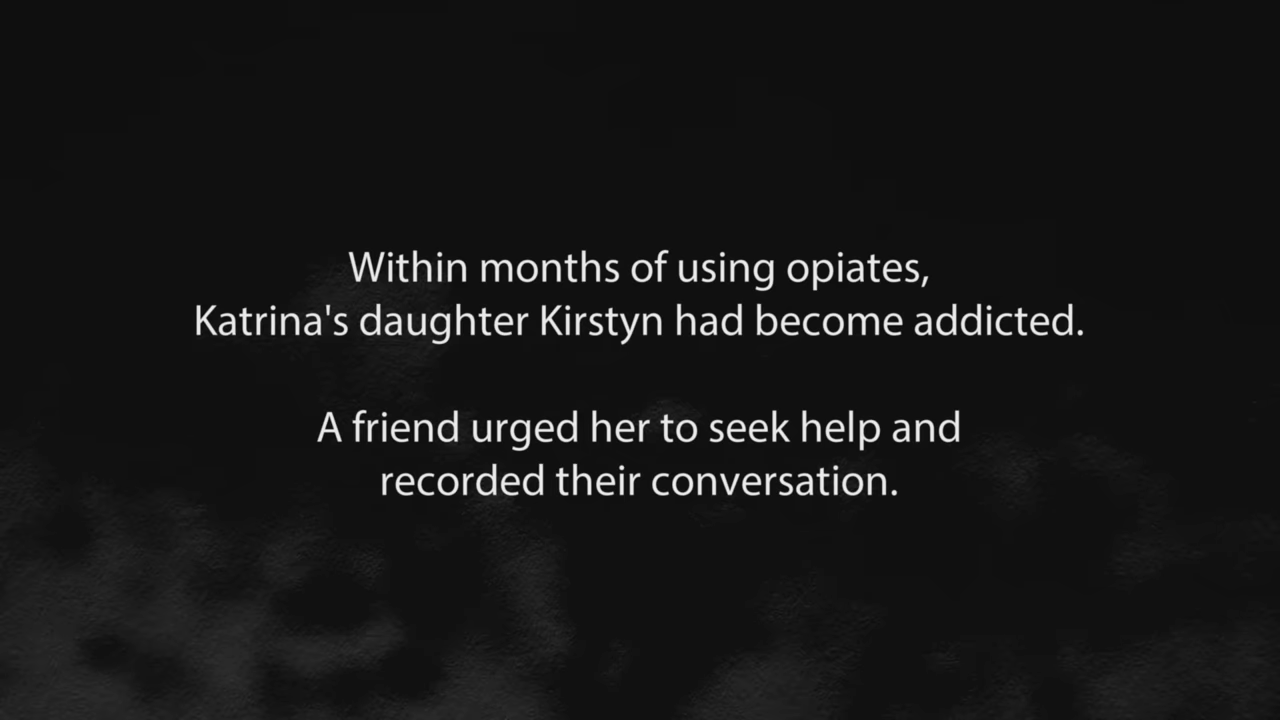 Within months of using opiates,
Katrina's daughter Kirstyn had become addicted.
A friend urged her to seek help and
recorded their conversation.